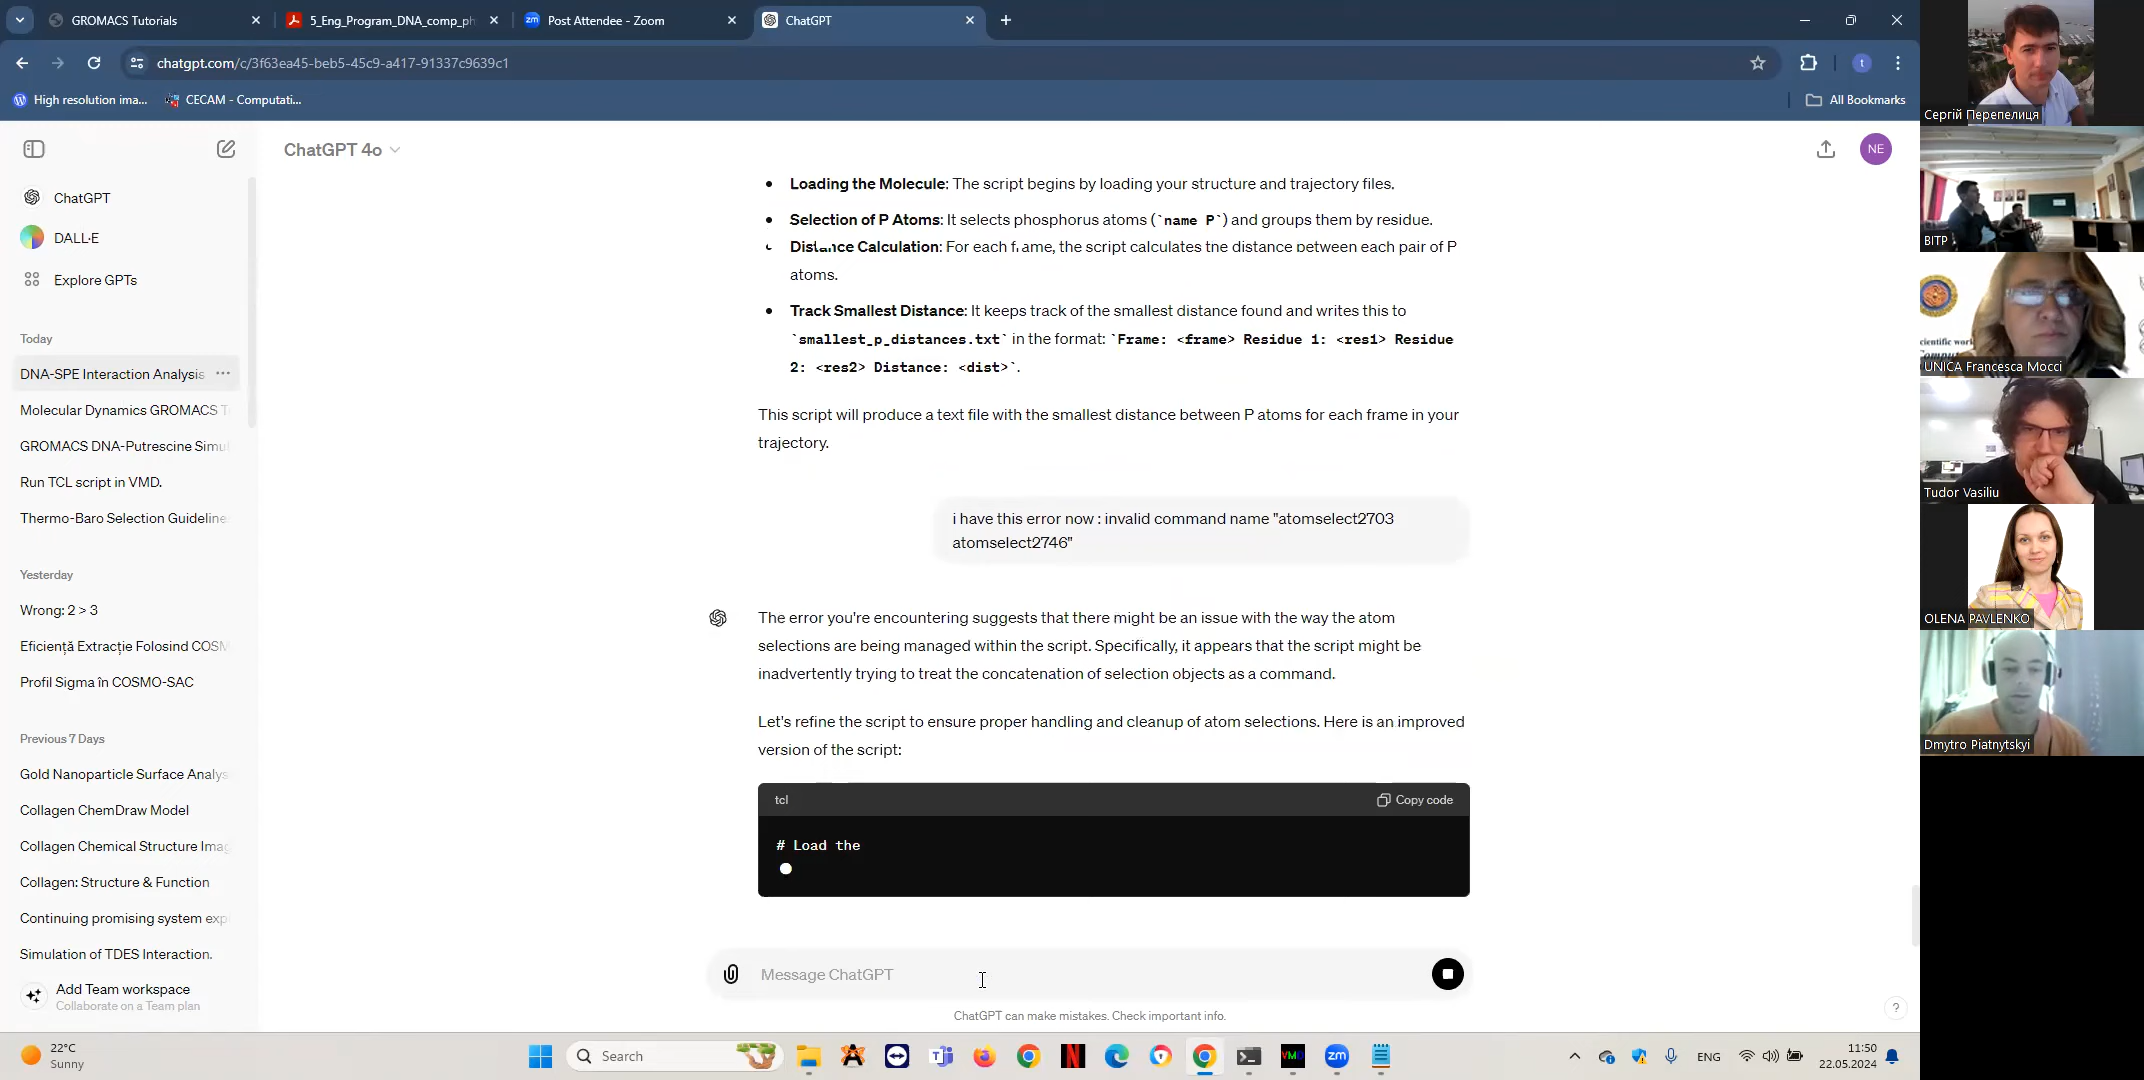 GROMACS Tutorials
5_Eng_Program_DNA_comp_ph
zm Post Attendee - Zoom
ChatGPT
chatgpt.com/c/3f63ea45-beb5-45c9-a417-91337c9639c1
High resolution ima...
CECAM - Computati...
All Bookmarks
ChatGPT 4o
NE
ChatGPT
DALL·E
Explore GPTs
Today
DNA-SPE Interaction Analysis
Molecular Dynamics GROMACS T
GROMACS DNA-Putrescine Simul
Run TCL script in VMD.
Thermo-Baro Selection Guideline
Yesterday
Wrong: 2 > 3
Eficiență Extracție Folosind COSM
Profil Sigma în COSMO-SAC
Previous 7 Days
Gold Nanoparticle Surface Analys
Collagen ChemDraw Model
Collagen Chemical Structure Imag
Collagen: Structure & Function
Continuing promising system exp
Simulation of TDES Interaction.
Add Team workspace
Collaborate on a Team plan
• Loading the Molecule: The script begins by loading your structure and trajectory files.
• Selection of P Atoms: It selects phosphorus atoms (`name P`) and groups them by residue.
Distance Calculation: For each frame, the script calculates the distance between each pair of P
atoms.
• Track Smallest Distance: It keeps track of the smallest distance found and writes this to
`smallest_p_distances.txt` in the format: `Frame: <frame> Residue 1: <res1> Residue
2: <res2> Distance: <dist>`.
This script will produce a text file with the smallest distance between P atoms for each frame in your
trajectory.
i have this error now : invalid command name "atomselect2703
atomselect2746"
The error you're encountering suggests that there might be an issue with the way the atom
selections are being managed within the script. Specifically, it appears that the script might be
inadvertently trying to treat the concatenation of selection objects as a command.
Let's refine the script to ensure proper handling and cleanup of atom selections. Here is an improved
version of the script:
tcl
Copy code
# Load the
Message ChatGPT
ChatGPT can make mistakes. Check important info.
?
Сергій Перепелиця
BITP
UNICA Francesca Mocci
Tudor Vasiliu
OLENA PAVLENKO
Dmytro Piatnytskyi
22°C
Sunny
Search
zm
ENG
11:50
22.05.2024